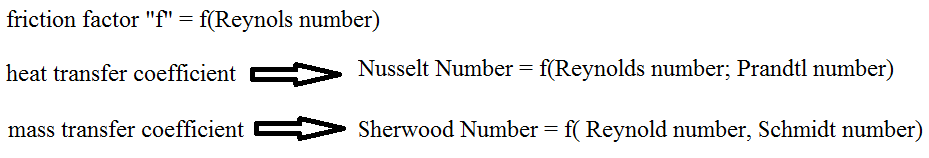 friction factor "f" = f(Reynols number)
heat transfer coefficient Nusselt Number = f(Reynolds number; Prandtl number)
mass transfer coefficient Sherwood Number = f( Reynold number, Schmidt number)